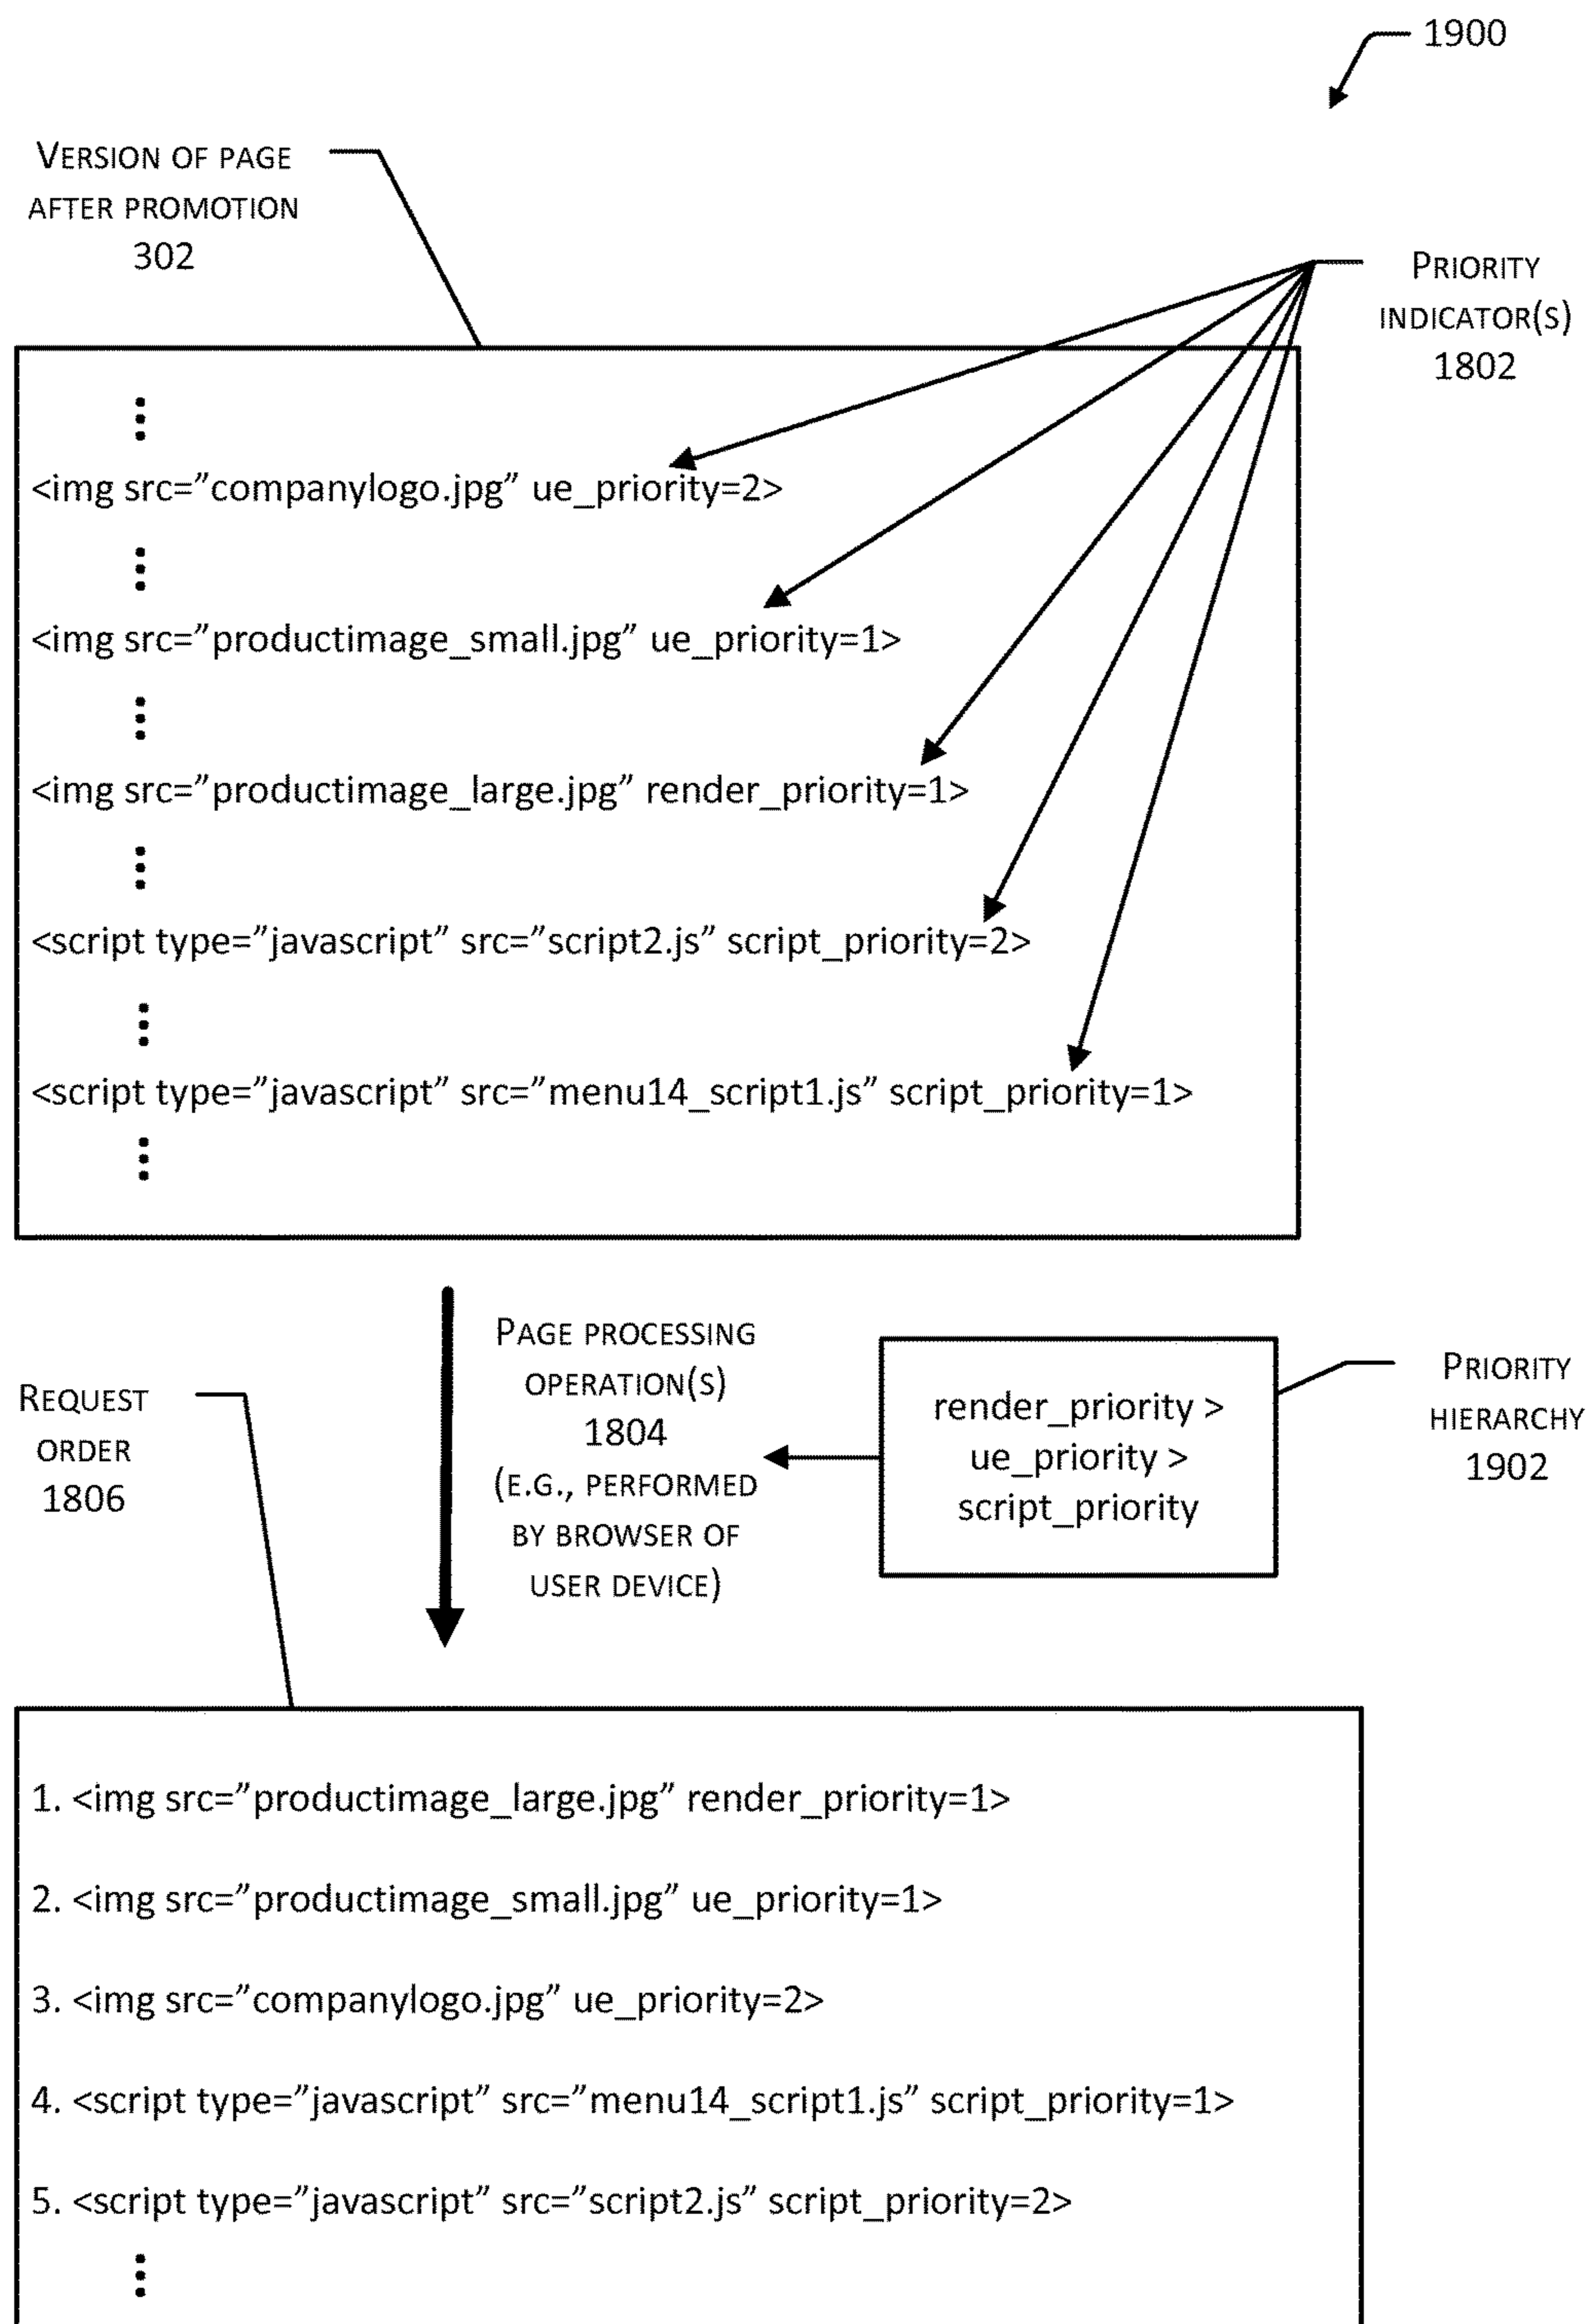 1900
VERSION OF PAGE
AFTER PROMOTION
302
PRIORITY
INDICATOR(S)
1802
<img src=”companylogo.jpg” ue_priority=2>
<img src=”productimage_small.jpg” ue_priority=1>
<img src=”productimage_large.jpg” render_priority=1>
<script type=”javascript” src=”script2.js” script_priority=2>
<script type=”javascript” src=”menu14_script1.js” script_priority=1>
PAGE PROCESSING
OPERATION(S)
1804
(E.G., PERFORMED
BY BROWSER OF
USER DEVICE)
render_priority >
ue_priority >
script_priority
PRIORITY
HIERARCHY
1902
REQUEST
ORDER
1806
1. <img src=”productimage_large.jpg” render_priority=1>
2. <img src=”productimage_small.jpg” ue_priority=1>
3. <img src=”companylogo.jpg” ue_priority=2>
4. <script type=”javascript” src=”menu14_script1.js” script_priority=1>
5. <script type=”javascript” src=”script2.js” script_priority=2>